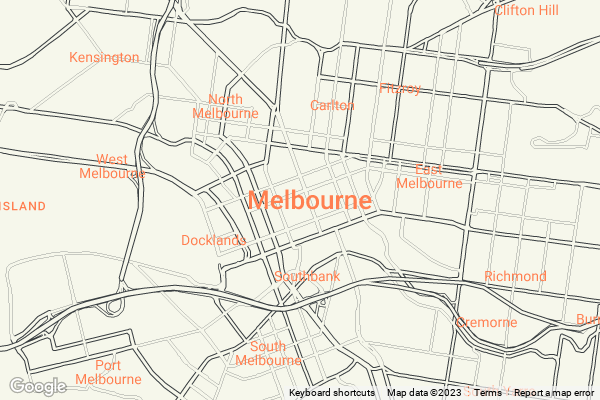 Clifton Hill
Kensington
Fitzroy
North
Melbourne
Carlton
West
Melbourne
East
Melbourne
Melbourne
ISLAND
Docklands
Southbank
Richmond
Cremorne
South
Melbourne
Port
Melbourne
Google
Keyboard shortcuts
Map data ©2023
Terms
Report a map error